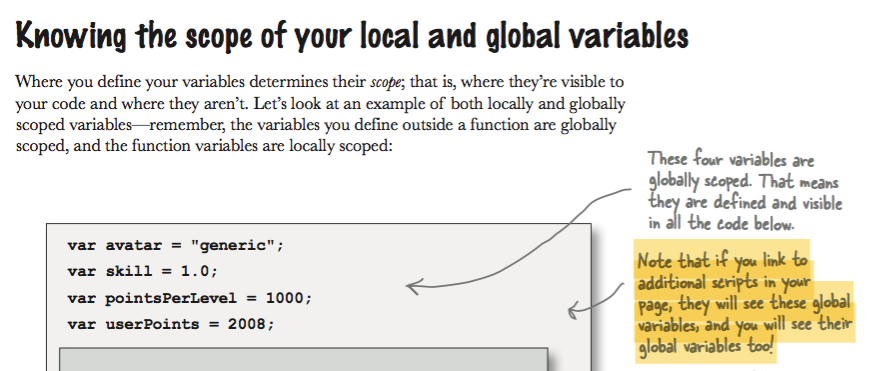 Knowing the scope of your local and global variables
Where you define your variables determines their scope; that is, where they're visible to
your code and where they aren't. Let's look at an example of both locally and globally
scoped variables—remember, the variables you define outside a function are globally
scoped, and the function variables are locally scoped:
These four variables are
globally scoped. That means
they are defined and visible
in all the code below.
var avatar = "generic";
var skill = 1.0;
var pointsPerLevel = 1000;
var userPoints = 2008;
Note that if you link to
additional scripts in your
page, they will see these global
variables, and you will see their
global variables too!